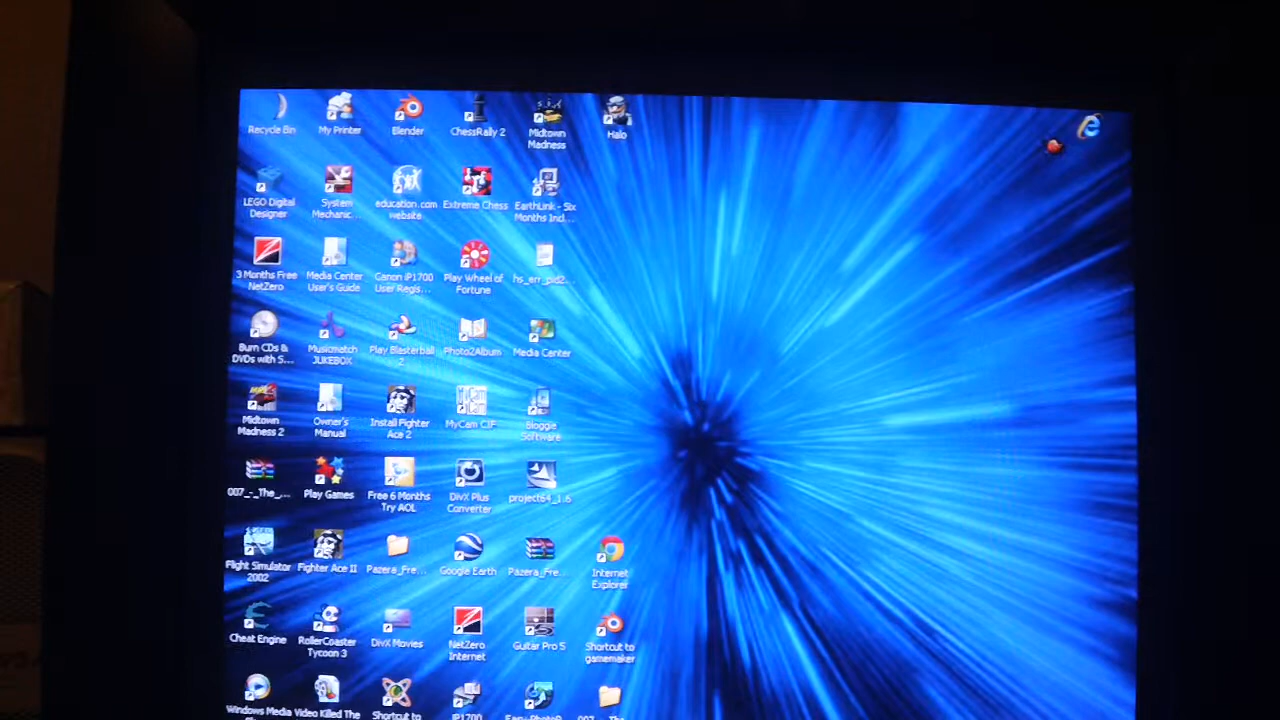 Recycle Bin
My Printer
Blender
ChessRally 2
Midtown
Madness
Halo
LEGO Digital
Designer
System
Mechanic...
education.com
website
Extreme Chess
EarthLink - Six
Months Incl...
3 Months Free
NetZero
Media Center
User's Guide
Canon iP1700
User Regis...
Play Wheel of
Fortune
hs_err_pid2...
Burn CDs &
DVDs with S...
Musicmatch
JUKEBOX
Play Blasterball
2
Photo2Album
Media Center
Midtown
Madness 2
Owner's
Manual
Install Fighter
Ace 2
MyCam CIF
Bloggie
Software
007_-_The_...
Play Games
Free 6 Months
Try AOL
DivX Plus
Converter
project64_1.6
Flight Simulator
2002
Fighter Ace II
Pazera_Fre...
Google Earth
Pazera_Fre...
Internet
Explorer
Cheat Engine
RollerCoaster
Tycoon 3
DivX Movies
NetZero
Internet
Guitar Pro 5
Shortcut to
gamemaker
Windows Media
Video Killed The
Shortcut to
iP1700
007_-_The...